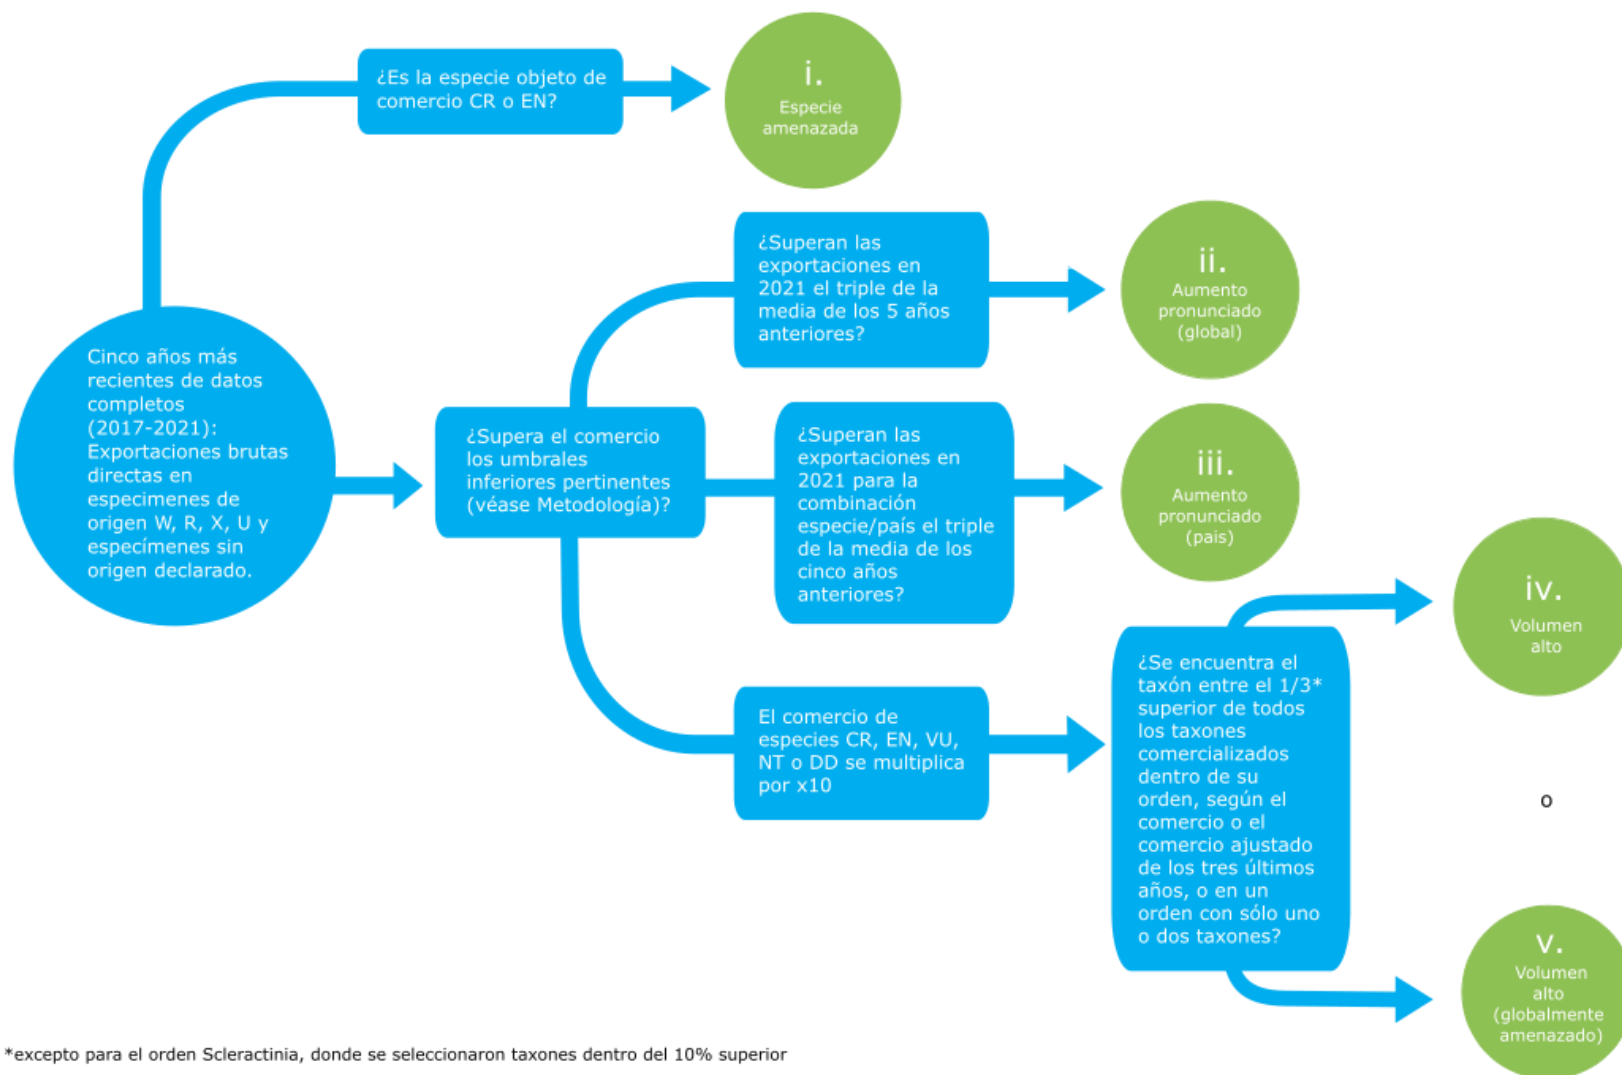 ¿Es la especie objeto de
comercio CR o EN?
i.
Especie
amenazada
Cinco años más
recientes de datos
completos
(2017-2021):
Exportaciones brutas
directas en
especimenes de
origen W, R, X, U y
especímenes sin
origen declarado.
¿Supera el comercio
los umbrales
inferiores pertinentes
(véase Metodología)?
¿Superan las
exportaciones en
2021 el triple de la
media de los 5 años
anteriores?
ii.
Aumento
pronunciado
(global)
¿Superan las
exportaciones en
2021 para la
combinación
especie/país el triple
de la media de los
cinco años
anteriores?
iii.
Aumento
pronunciado
(pais)
El comercio de
especies CR, EN, VU,
NT o DD se multiplica
por x10
¿Se encuentra el
taxón entre el 1/3*
superior de todos
los taxones
comercializados
dentro de su
orden, según el
comercio o el
comercio ajustado
de los tres últimos
años, o en un
orden con sólo uno
o dos taxones?
iv.
Volumen
alto
o
v.
Volumen
alto
(globalmente
amenazado)
*excepto para el orden Scleractinia, donde se seleccionaron taxones dentro del 10% superior